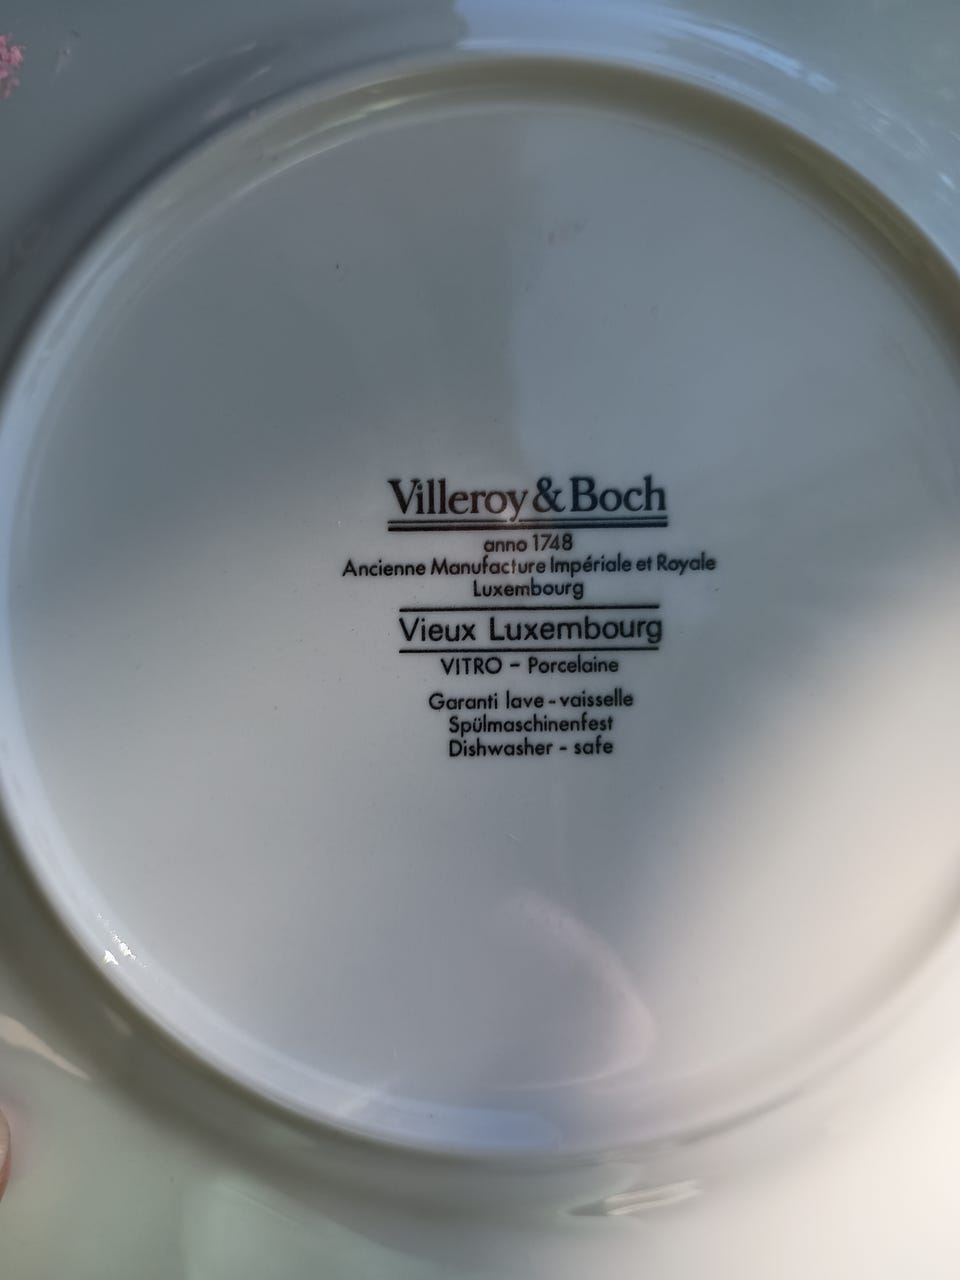 Villeroy & Boch
anno 1748
Ancienne Manufacture Impériale et Royale
Luxembourg
Vieux Luxembourg
VITRO – Porcelaine
Garanti lave - vaisselle
Spülmaschinenfest
Dishwasher - safe